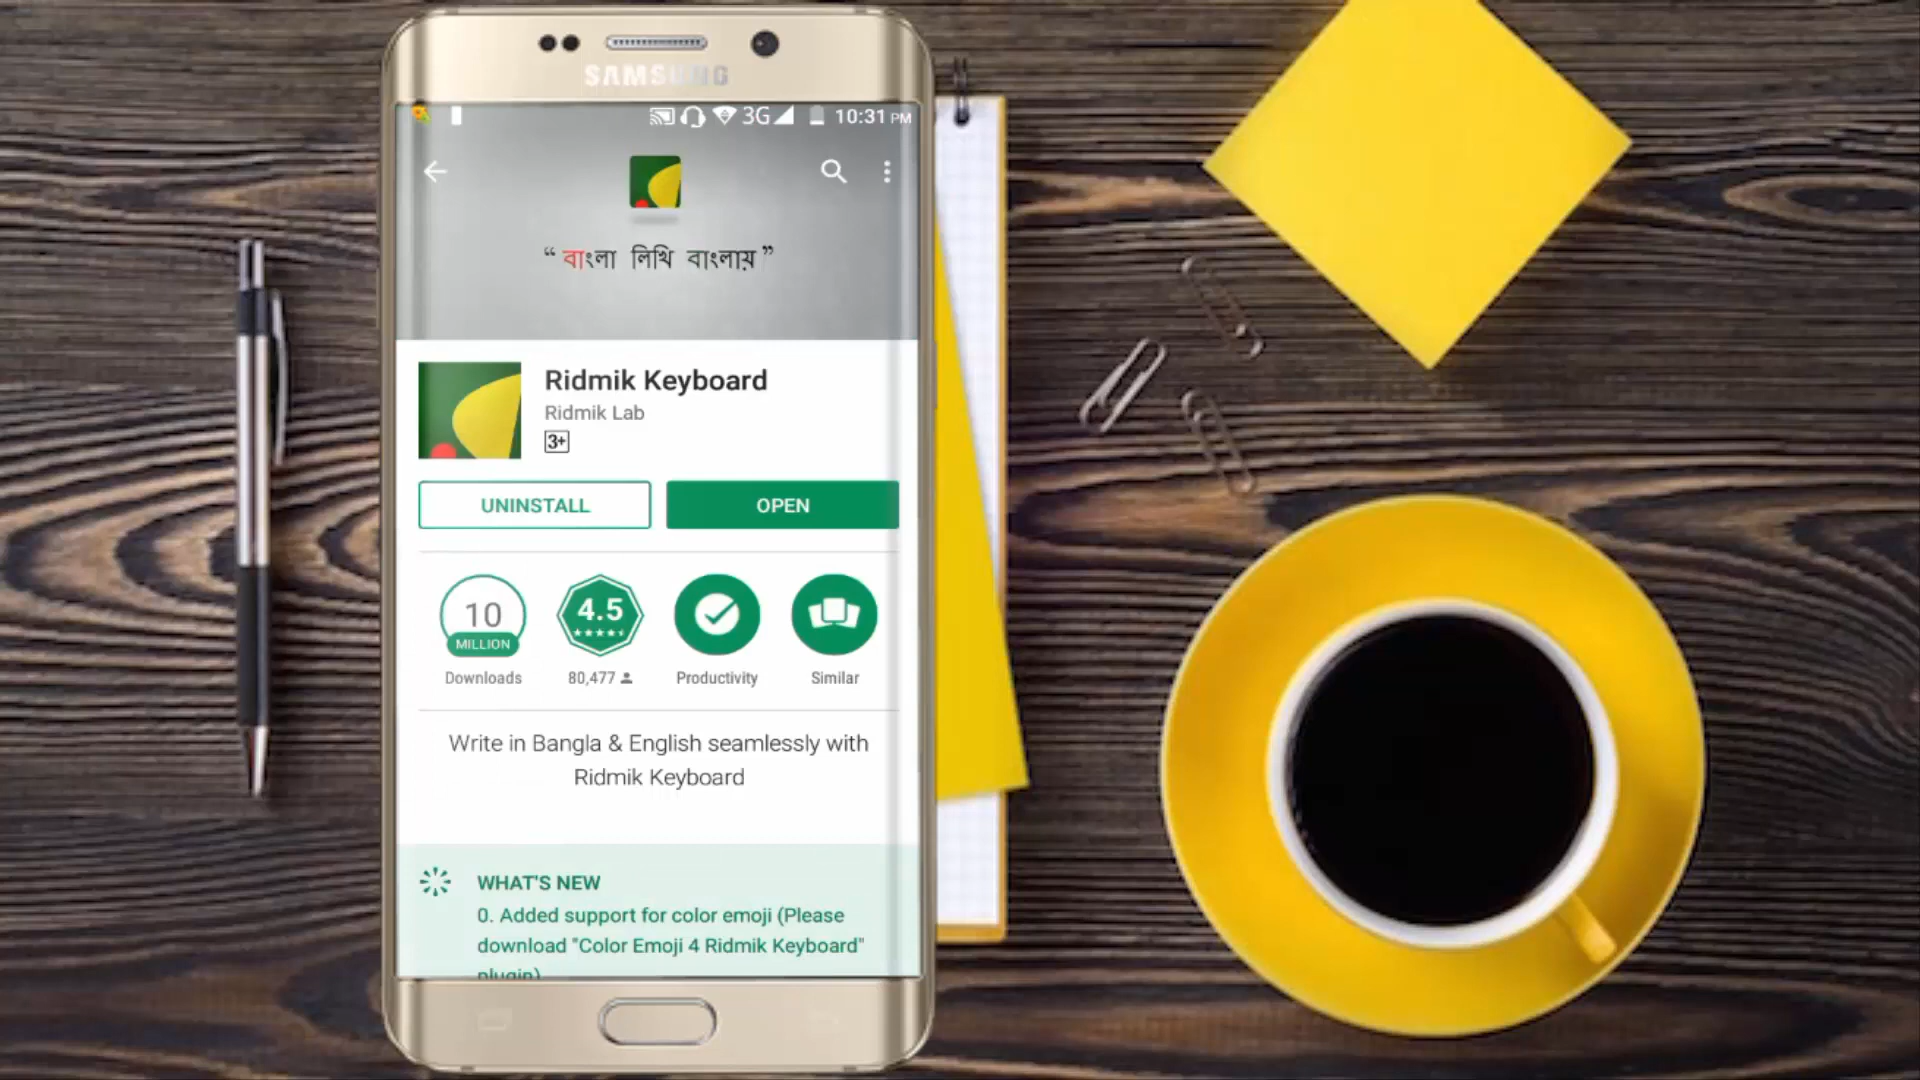 SAMSUNG
3G 10:31 PM
“ বাংলা লিখি বাংলায় ”
Ridmik Keyboard
Ridmik Lab
3+
UNINSTALL OPEN
10 MILLION 4.5
Downloads 80,477 Productivity Similar
Write in Bangla & English seamlessly with
Ridmik Keyboard
WHAT'S NEW
0. Added support for color emoji (Please
download "Color Emoji 4 Ridmik Keyboard"
plugin)